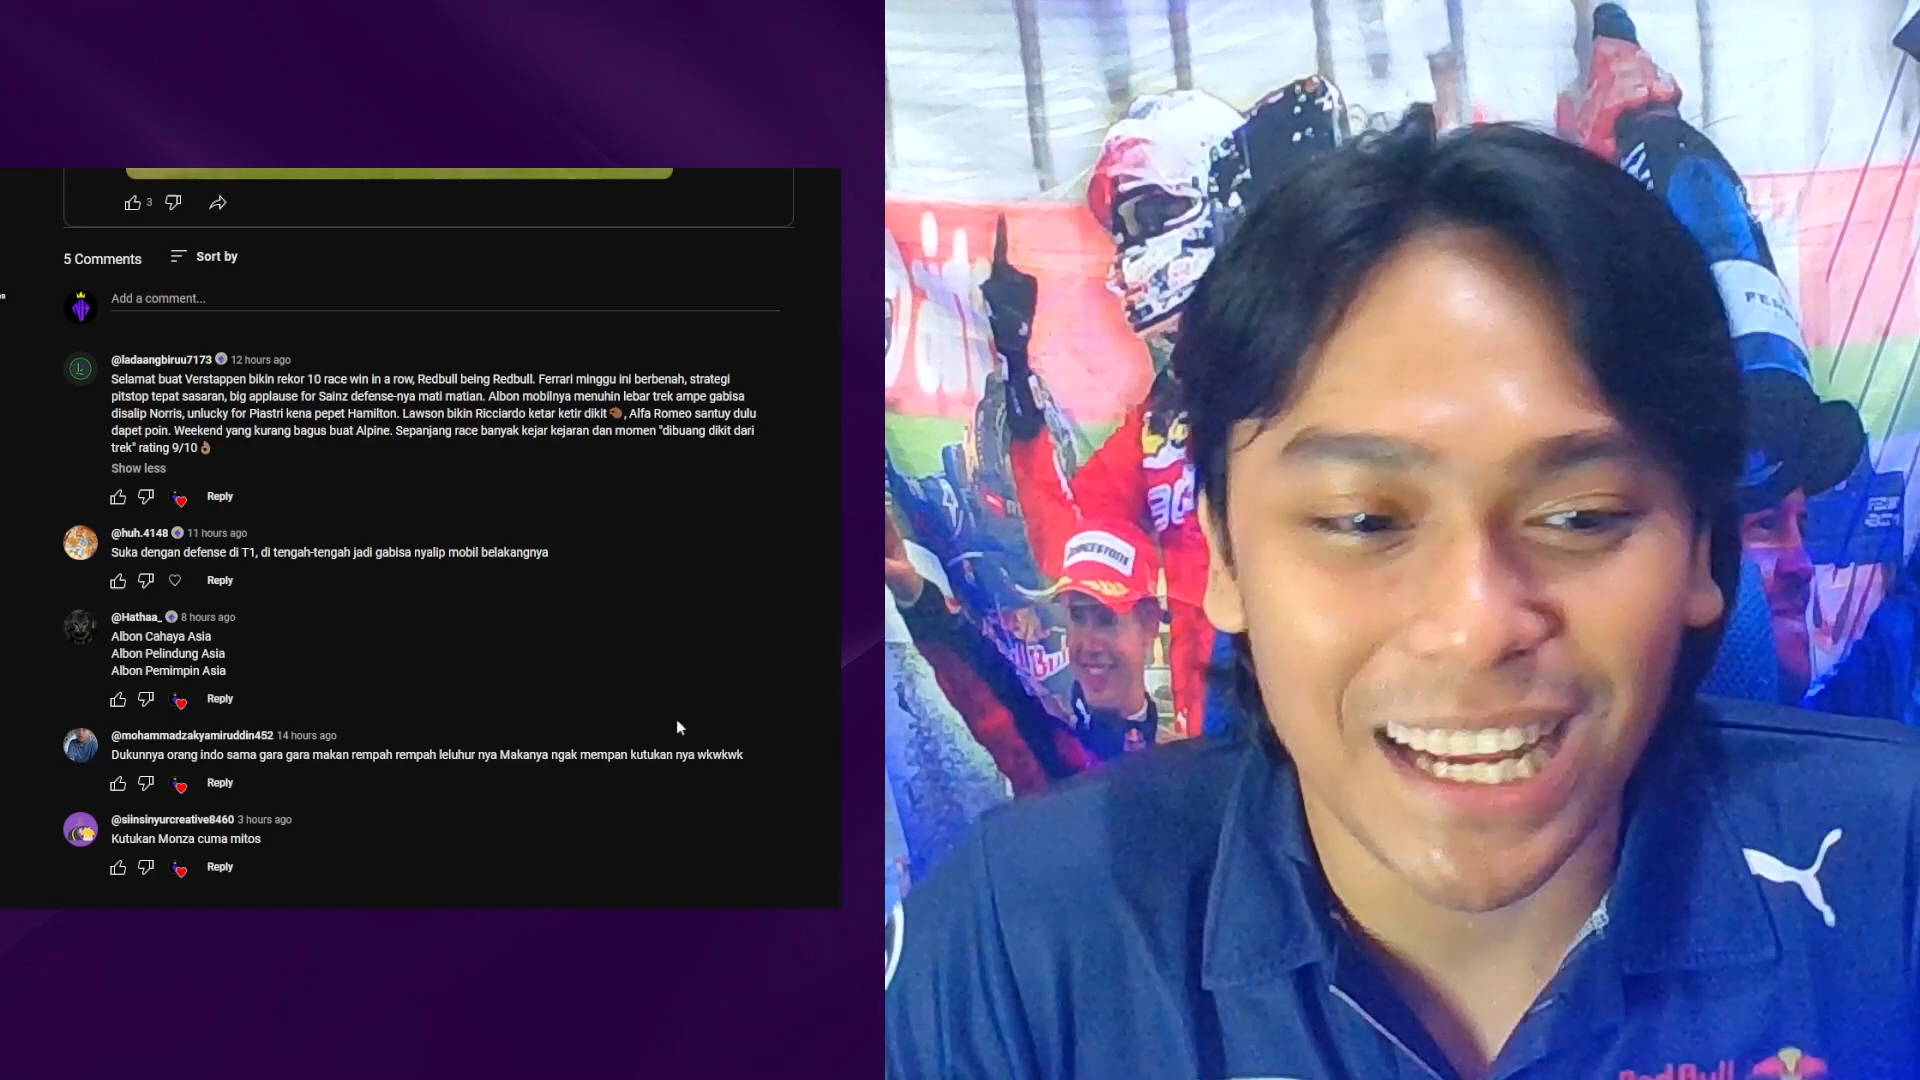 3
5 Comments
Sort by
Add a comment...
@ladaangbiruu7173 12 hours ago
Selamat buat Verstappen bikin rekor 10 race win in a row, Redbull being Redbull. Ferrari minggu ini berbenah, strategi
pitstop tepat sasaran, big applause for Sainz defense-nya mati matian. Albon mobilnya menuhin lebar trek ampe gabisa
disalip Norris, unlucky for Piastri kena pepet Hamilton. Lawson bikin Ricciardo ketar ketir dikit🤏🏾, Alfa Romeo santuy dulu
dapet poin. Weekend yang kurang bagus buat Alpine. Sepanjang race banyak kejar kejaran dan momen "dibuang dikit dari
trek" rating 9/10👌🏽
Show less
Reply
@huh.4148 11 hours ago
Suka dengan defense di T1, di tengah-tengah jadi gabisa nyalip mobil belakangnya
Reply
@Hathaa_ 8 hours ago
Albon Cahaya Asia
Albon Pelindung Asia
Albon Pemimpin Asia
Reply
@mohammadzakyamiruddin452 14 hours ago
Dukunnya orang indo sama gara gara makan rempah rempah leluhur nya Makanya ngak mempan kutukan nya wkwkwk
Reply
@siinsinyurcreative8460 3 hours ago
Kutukan Monza cuma mitos
Reply
BRIDGESTONE
RedBull